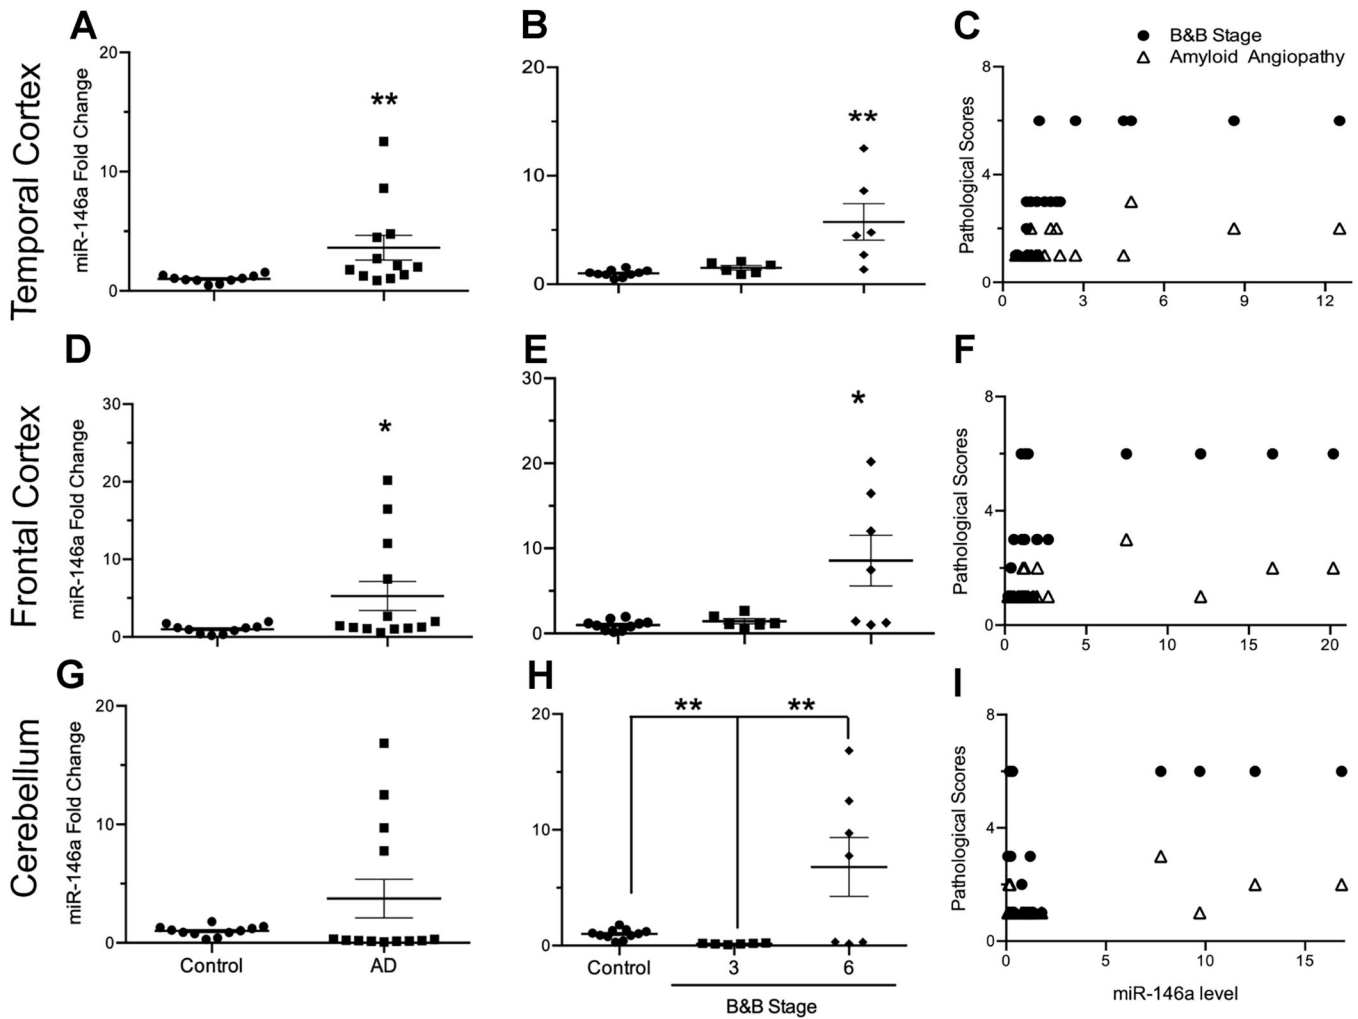 A
B
C
B&B Stage
Amyloid Angiopathy
Temporal Cortex
miR-146a Fold Change
20
10
0
**
20
10
0
**
Pathological Scores
8
4
0
0 3 6 9 12
D
E
F
Frontal Cortex
miR-146a Fold Change
30
20
10
0
*
30
20
10
0
*
Pathological Scores
8
4
0
0 5 10 15 20
G
H
I
Cerebellum
miR-146a Fold Change
20
10
0
Control AD
20
10
0
** **
Control 3 6
B&B Stage
Pathological Scores
8
4
0
0 5 10 15
miR-146a level